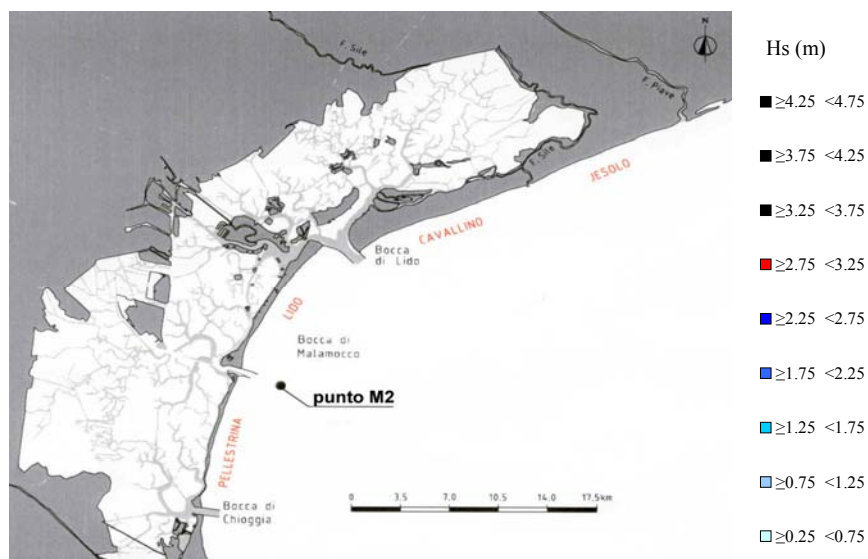 N
F. Sile
F. Piave
F. Sile
JESOLO
CAVALLINO
Bocca
di Lido
LIDO
Bocca di
Malamocco
punto M2
PELLESTRINA
Bocca di
Chioggia
0 3,5 7,0 10,5 14,0 17,5km
Hs (m)
≥4.25 <4.75
≥3.75 <4.25
≥3.25 <3.75
≥2.75 <3.25
≥2.25 <2.75
≥1.75 <2.25
≥1.25 <1.75
≥0.75 <1.25
≥0.25 <0.75